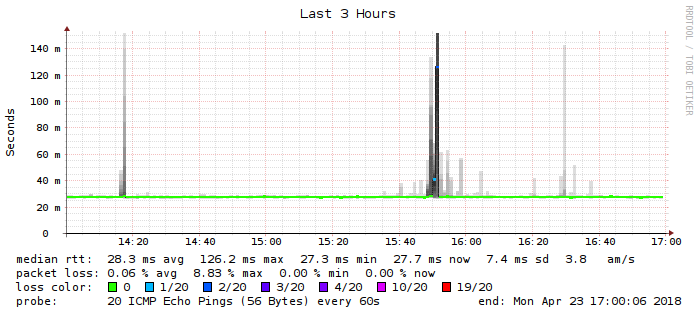 Last 3 Hours
RRDTOOL / TOBI OETIKER
Seconds
140 m
120 m
100 m
80 m
60 m
40 m
20 m
0
14:20 14:40 15:00 15:20 15:40 16:00 16:20 16:40 17:00
median rtt: 28.3 ms avg 126.2 ms max 27.3 ms min 27.7 ms now 7.4 ms sd 3.8 am/s
packet loss: 0.06 % avg 8.83 % max 0.00 % min 0.00 % now
loss color: 0 1/20 2/20 3/20 4/20 10/20 19/20
probe: 20 ICMP Echo Pings (56 Bytes) every 60s end: Mon Apr 23 17:00:06 2018